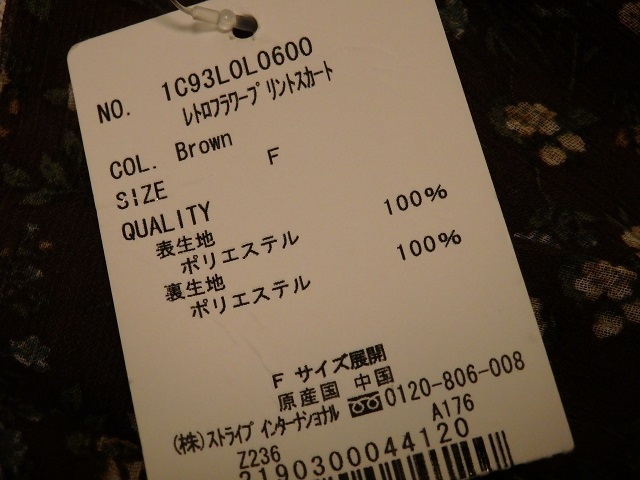 NO. 1C93L0L0600
レトロフラワープリントスカート
COL. Brown
SIZE F
QUALITY
表生地
ポリエステル 100%
裏生地
ポリエステル 100%
F サイズ展開
原産国 中国
(株)ストライプ インターナショナル 0120-806-008
Z236 A176
2190300044120